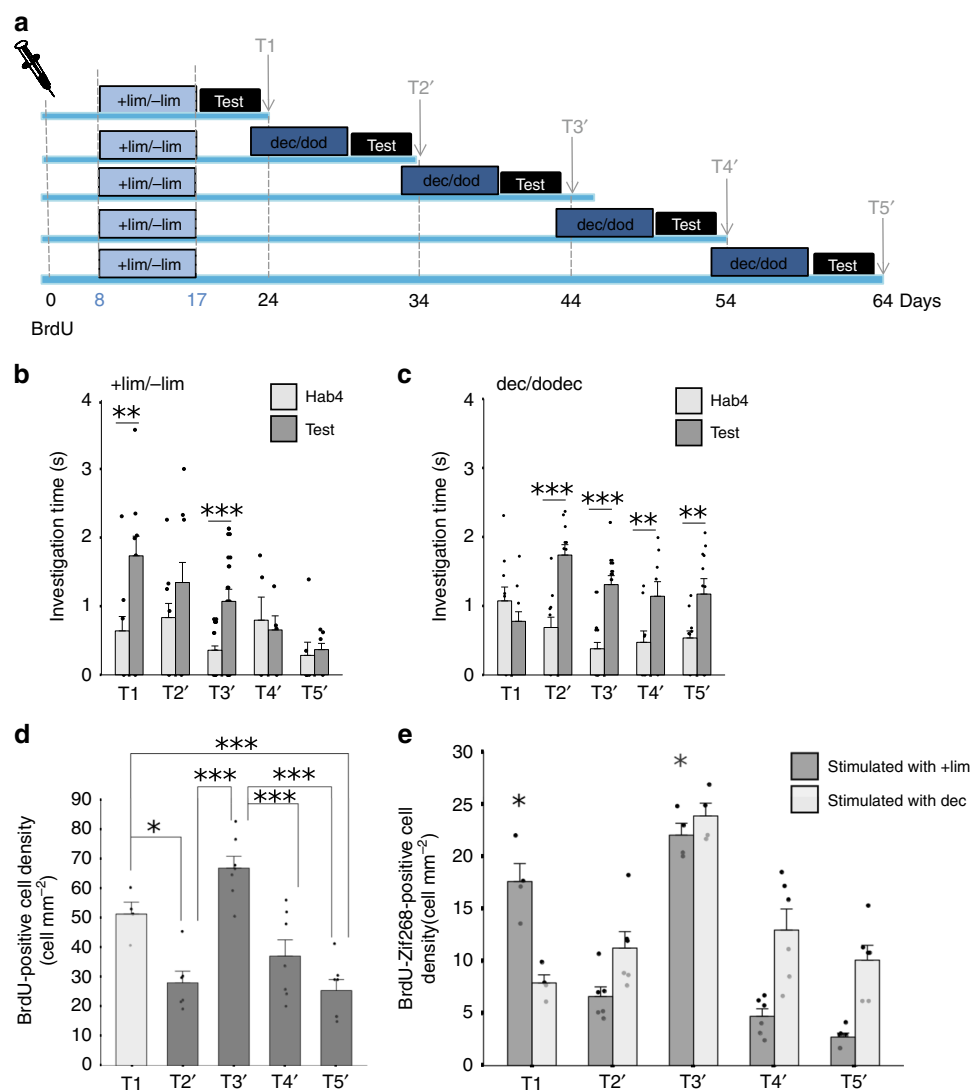 a
T1
T2′
T3′
T4′
T5′
+lim/–lim
Test
+lim/–lim
dec/dod
Test
+lim/–lim
dec/dod
Test
+lim/–lim
dec/dod
Test
+lim/–lim
dec/dod
Test
0 8 17 24 34 44 54 64 Days
BrdU
b
+lim/–lim
Hab4
Test
Investigation time (s)
4
3
2
1
0
**
***
T1 T2′ T3′ T4′ T5′
c
dec/dodec
Hab4
Test
Investigation time (s)
4
3
2
1
0
***
***
**
**
T1 T2′ T3′ T4′ T5′
d
BrdU-positive cell density
(cell mm−2)
90
80
70
60
50
40
30
20
10
0
***
***
***
***
*
T1 T2′ T3′ T4′ T5′
e
Stimulated with +lim
Stimulated with dec
BrdU-Zif268-positive cell
density(cell mm−2)
30
25
20
15
10
5
0
*
*
T1 T2′ T3′ T4′ T5′